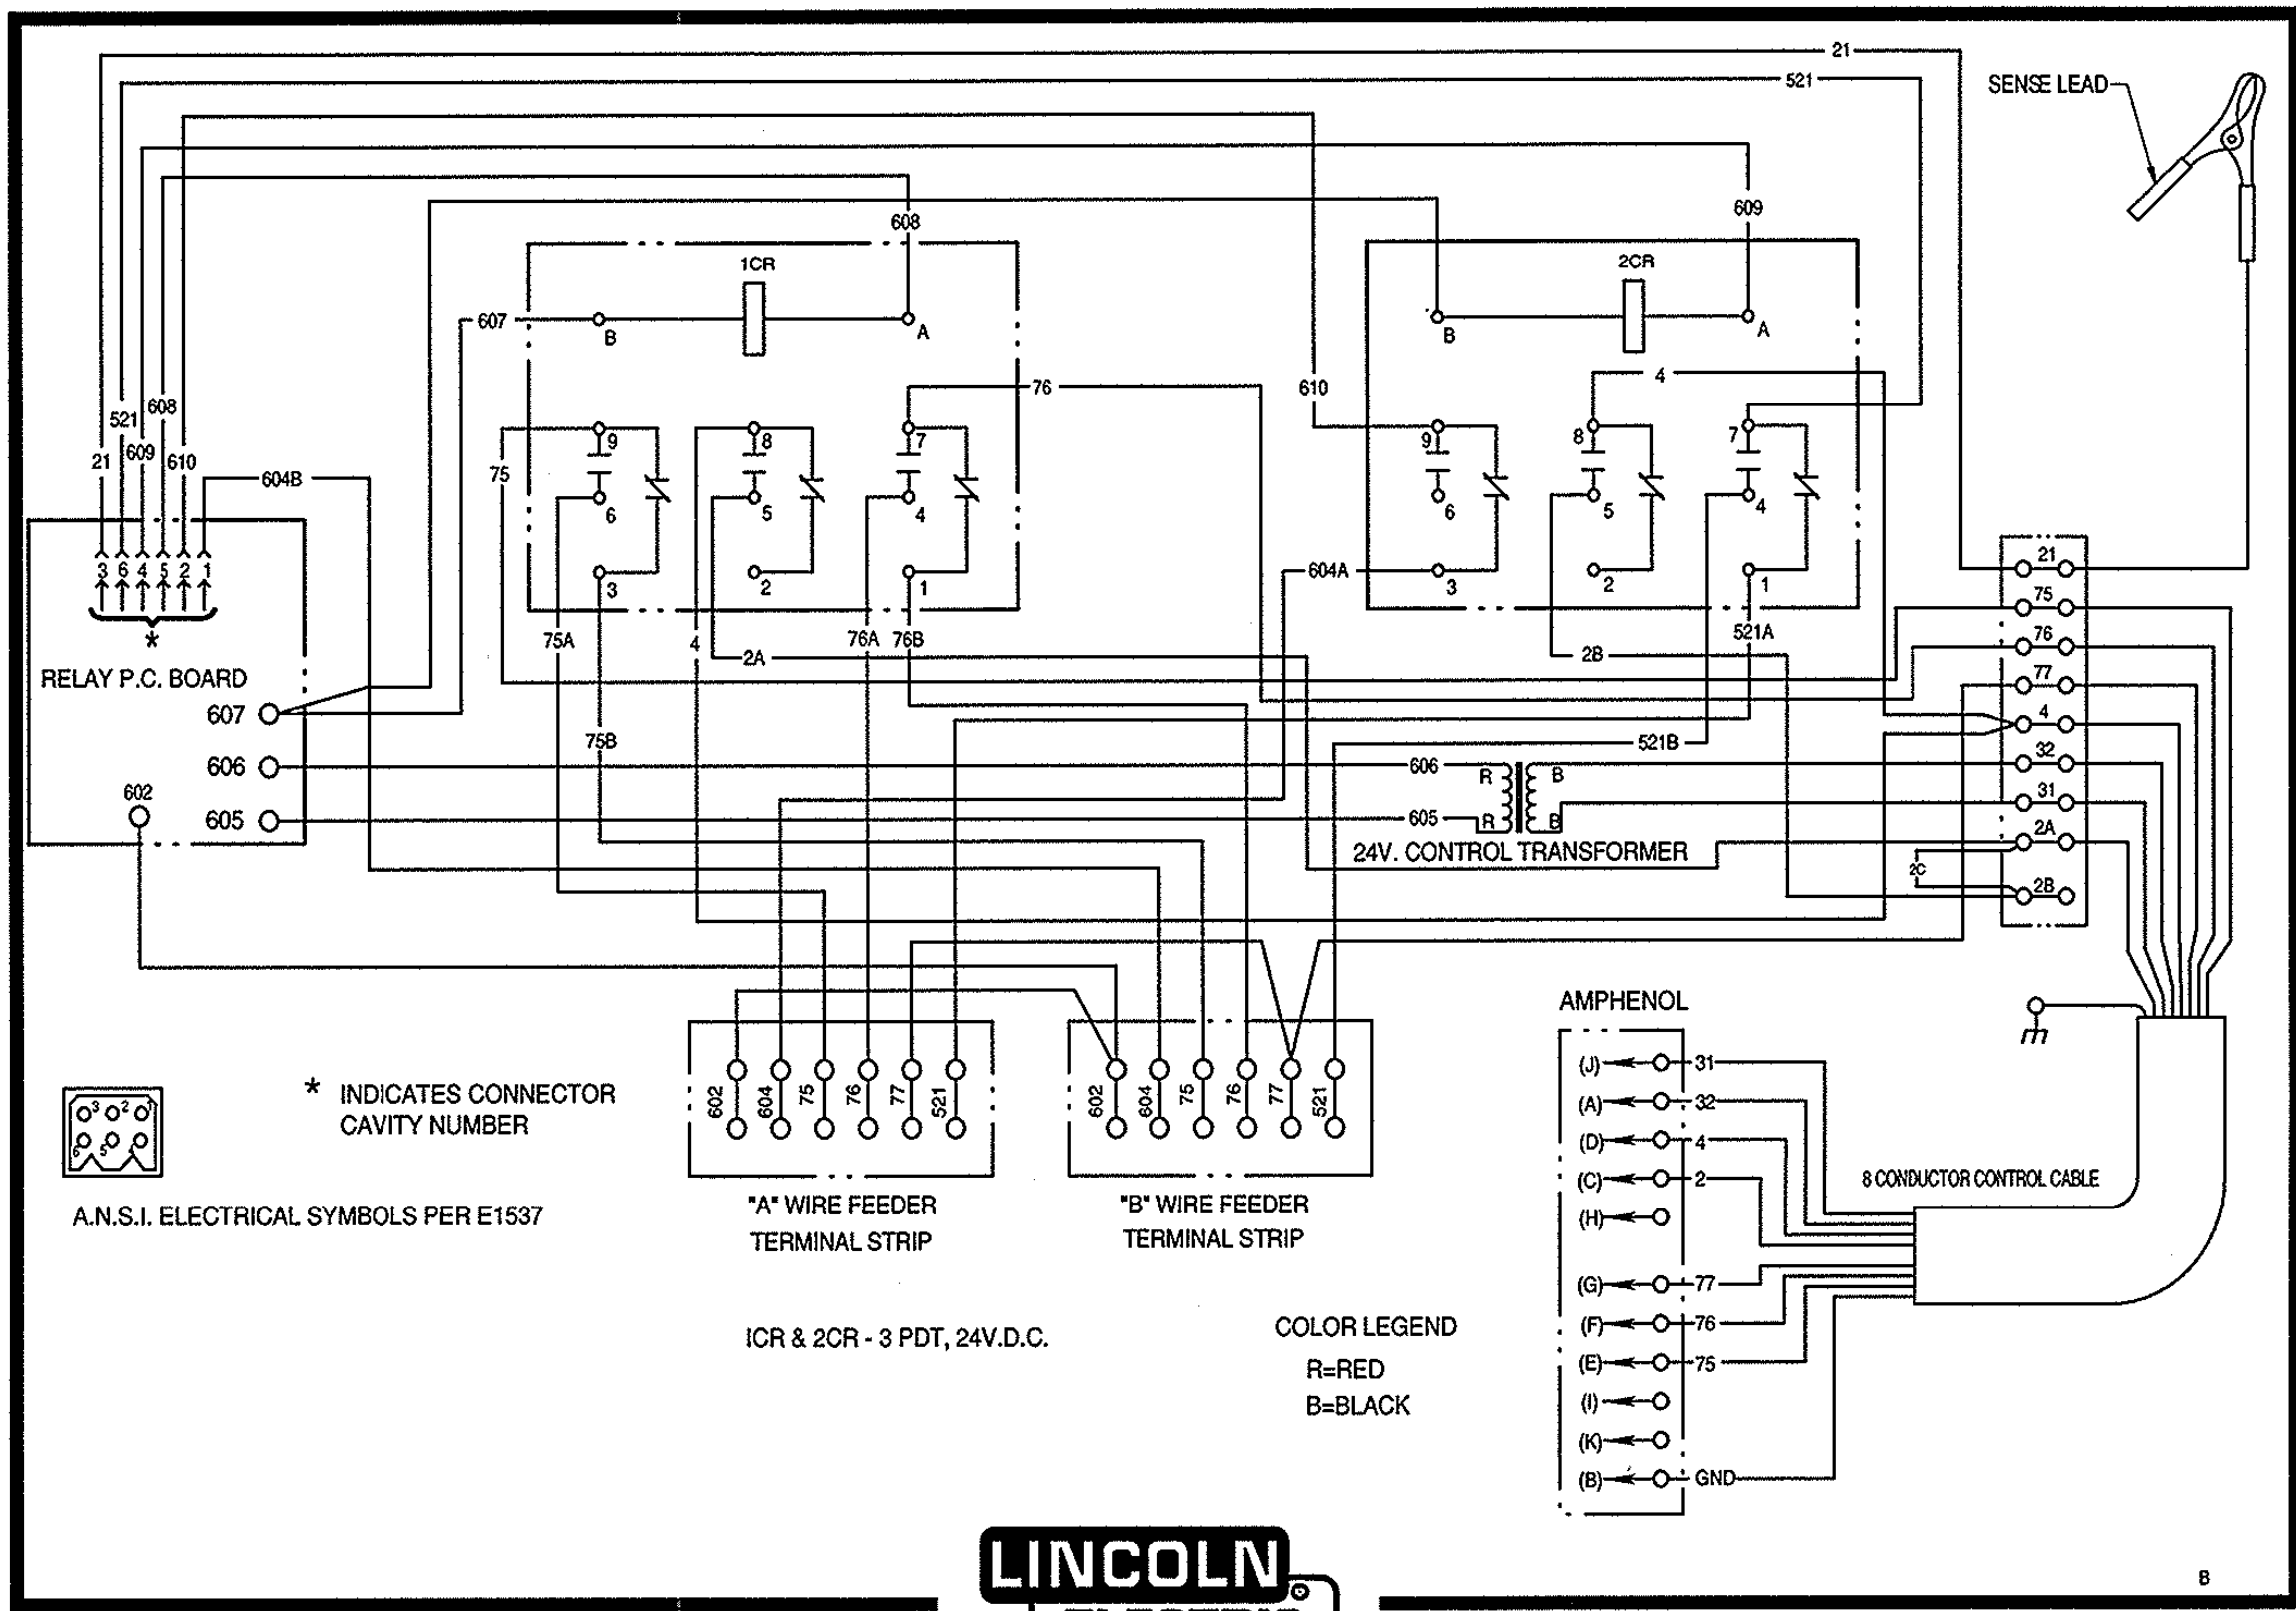 21
521
SENSE LEAD
608
609
1CR
2CR
607
B
A
B
A
76
4
610
608
521
609
21
610
604B
75
9
8
7
9
8
7
6
5
4
6
5
4
3
2
1
3
2
1
604A
3 6 4 5 2 1
*
75A
4
2A
76A
76B
2B
521A
RELAY P.C. BOARD
607
606
602
605
75B
521B
606
R
B
605
R
B
24V. CONTROL TRANSFORMER
21
75
76
77
4
32
31
2A
2C
2B
602
604
75
76
77
521
602
604
75
76
77
521
"A" WIRE FEEDER
TERMINAL STRIP
"B" WIRE FEEDER
TERMINAL STRIP
3 2 1
6 5 4
* INDICATES CONNECTOR
CAVITY NUMBER
A.N.S.I. ELECTRICAL SYMBOLS PER E1537
ICR & 2CR - 3 PDT, 24V.D.C.
COLOR LEGEND
R=RED
B=BLACK
AMPHENOL
(J) 31
(A) 32
(D) 4
(C) 2
(H)
(G) 77
(F) 76
(E) 75
(I)
(K)
(B) GND
8 CONDUCTOR CONTROL CABLE
B
LINCOLN